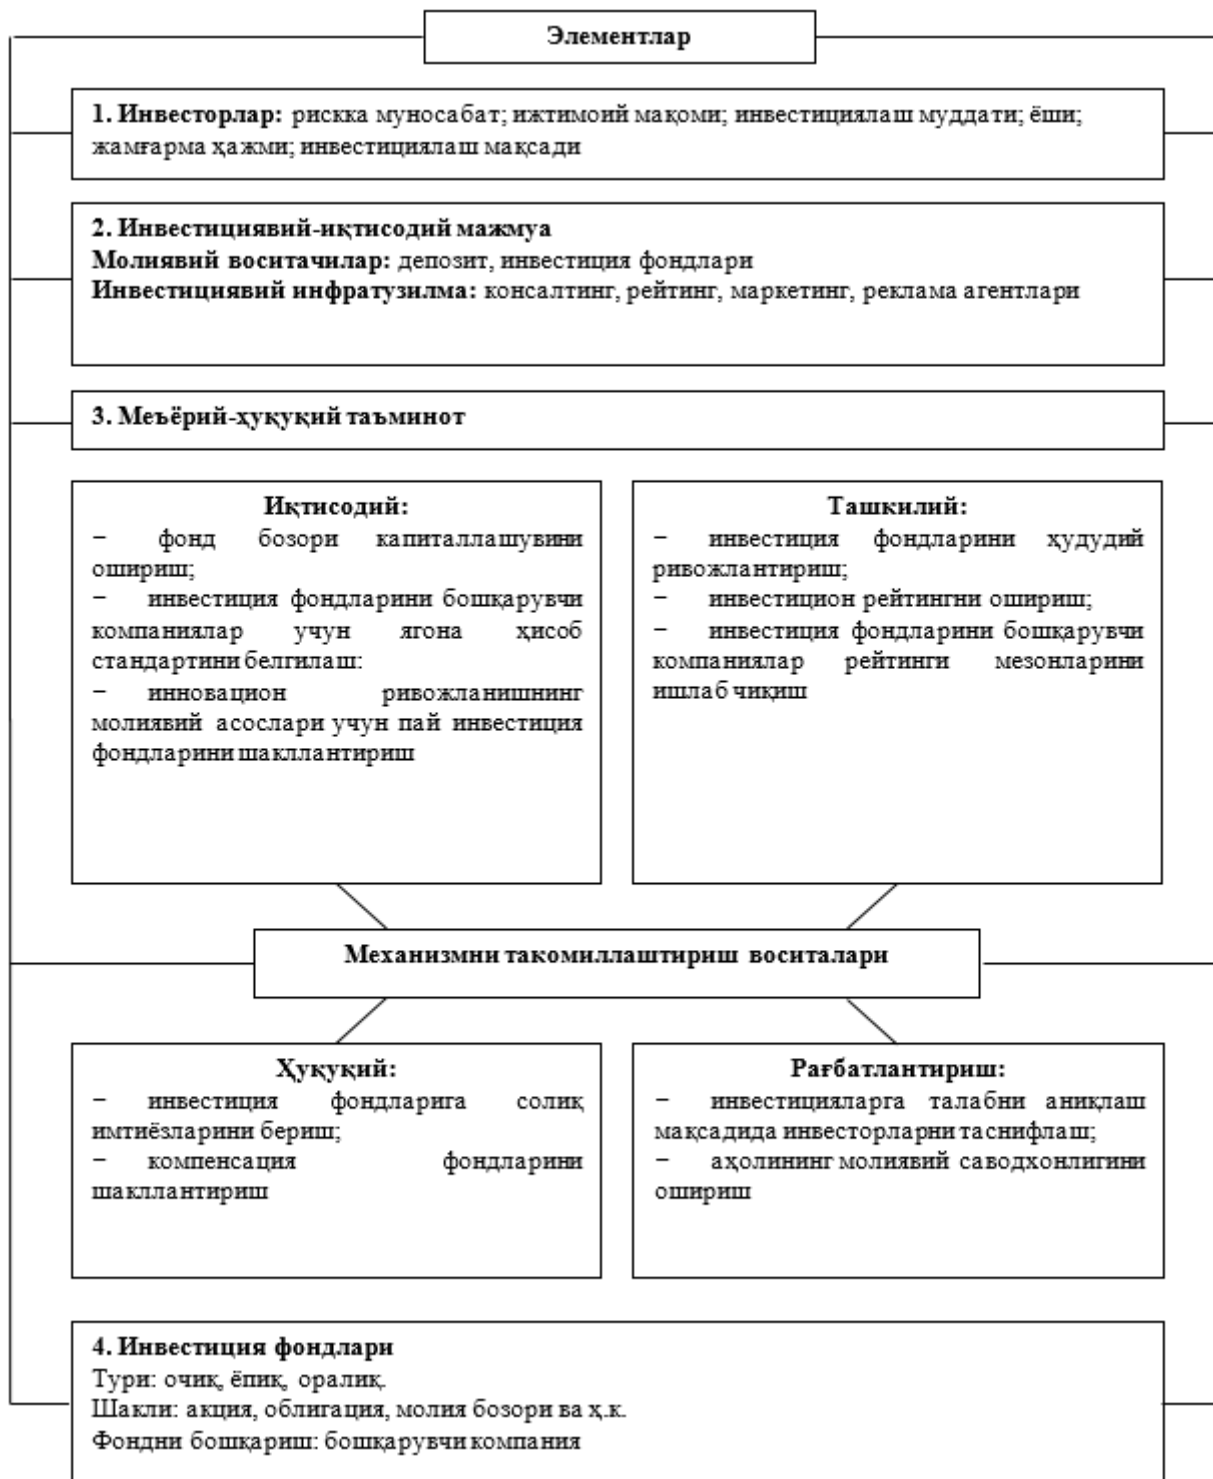 Элементлар
1. Инвесторлар: рискка муносабат; ижтимоий мақоми; инвестициялаш муддати; ёши;
жамғарма ҳажми; инвестициялаш мақсади
2. Инвестициявий-иқтисодий мажмуа
Молиявий воситачилар: депозит, инвестиция фондлари
Инвестициявий инфратузилма: консалтинг, рейтинг, маркетинг, реклама агентлари
3. Меъёрий-ҳуқуқий таъминот
Иқтисодий:
− фонд бозори капиталлашувини
ошириш;
− инвестиция фондларини бошқарувчи
компаниялар учун ягона ҳисоб
стандартини белгилаш:
− инновацион ривожланишнинг
молиявий асослари учун пай инвестиция
фондларини шакллантириш
Ташкилий:
− инвестиция фондларини ҳудудий
ривожлантириш;
− инвестицион рейтингни ошириш;
− инвестиция фондларини бошқарувчи
компаниялар рейтинги мезонларини
ишлаб чиқиш
Механизмни такомиллаштириш воситалари
Ҳуқуқий:
− инвестиция фондларига солиқ
имтиёзларини бериш;
− компенсация фондларини
шакллантириш
Рағбатлантириш:
− инвестицияларга талабни аниқлаш
мақсадида инвесторларни таснифлаш;
− аҳолининг молиявий саводхонлигини
ошириш
4. Инвестиция фондлари
Тури: очиқ, ёпиқ, оралиқ.
Шакли: акция, облигация, молия бозори ва ҳ.к.
Фондни бошқариш: бошқарувчи компания